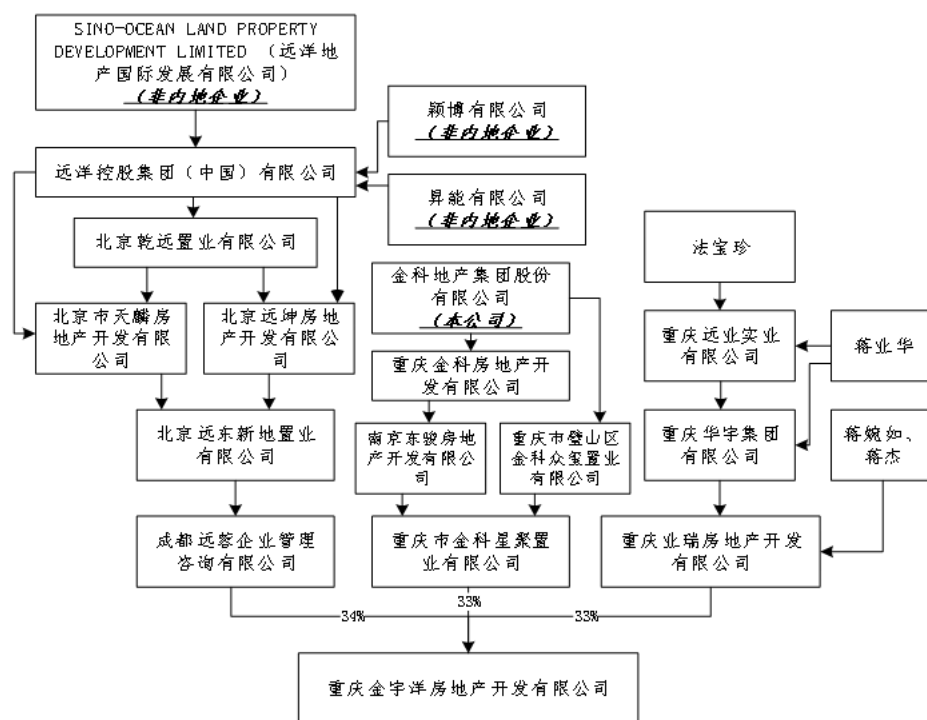 SINO-OCEAN LAND PROPERTY
DEVELOPMENT LIMITED （远洋地
产国际发展有限公司）
（非内地企业）
颖博有限公司
（非内地企业）
远洋控股集团（中国）有限公司
昇能有限公司
（非内地企业）
北京乾远置业有限公司
法宝珍
金科地产集团股份
有限公司
（本公司）
北京市天麟房
地产开发有限
公司
北京远坤房地
产开发有限公
司
重庆远业实业
有限公司
蒋业华
重庆金科房地产开
发有限公司
北京远东新地置业
有限公司
南京东骏房地
产开发有限公
司
重庆市璧山区
金科众玺置业
有限公司
重庆华宇集团
有限公司
蒋婉如、
蒋杰
成都远蓉企业管理
咨询有限公司
重庆市金科星聚置
业有限公司
重庆业瑞房地产开发
有限公司
34%
33%
33%
重庆金宇洋房地产开发有限公司